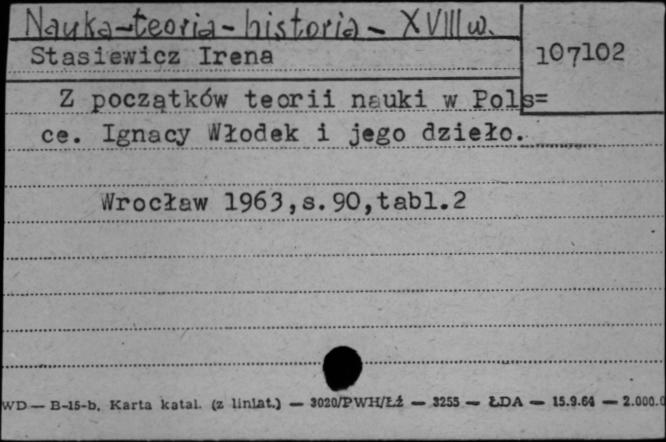 Nauka-teoria-historia-XVIII w.
Stasiewicz Irena
107102
Z początków teorii nauki w Pols=
ce. Ignacy Włodek i jego dzieło.
Wrocław 1963,s.90,tabl.2
WD — B-15-b. Karta katal. (z liniat.) — 3020/PWH/Łż — 3255 — ŁDA — 15.9.64 — 2.000.0